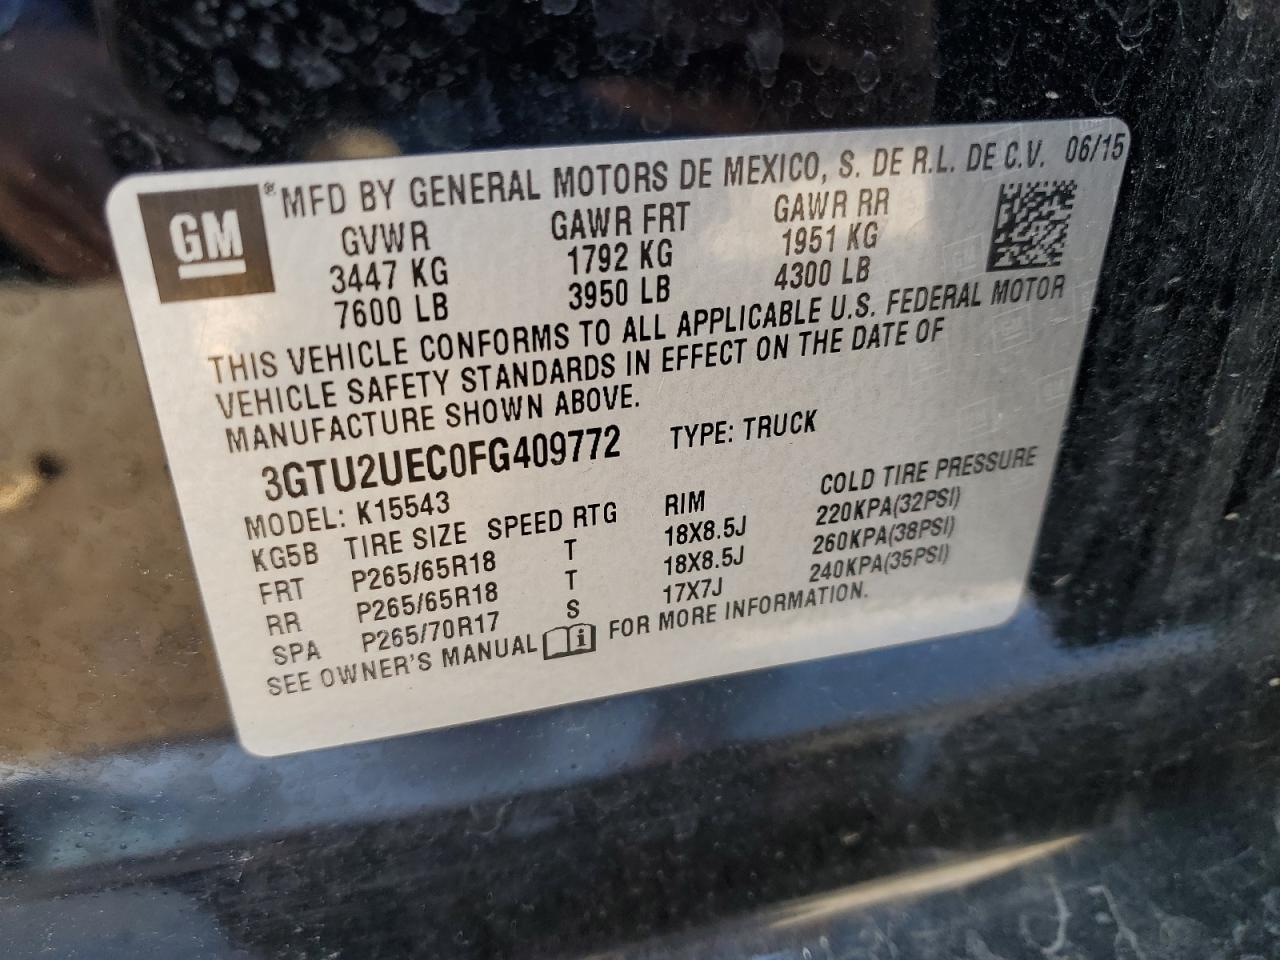 GM
® MFD BY GENERAL MOTORS DE MEXICO, S. DE R.L. DE C.V. 06/15
GVWR GAWR FRT GAWR RR
3447 KG 1792 KG 1951 KG
7600 LB 3950 LB 4300 LB
THIS VEHICLE CONFORMS TO ALL APPLICABLE U.S. FEDERAL MOTOR
VEHICLE SAFETY STANDARDS IN EFFECT ON THE DATE OF
MANUFACTURE SHOWN ABOVE.
3GTU2UEC0FG409772 TYPE: TRUCK
MODEL: K15543
KG5B TIRE SIZE SPEED RTG RIM COLD TIRE PRESSURE
FRT P265/65R18 T 18X8.5J 220KPA(32PSI)
RR P265/65R18 T 18X8.5J 260KPA(38PSI)
SPA P265/70R17 S 17X7J 240KPA(35PSI)
SEE OWNER'S MANUAL i FOR MORE INFORMATION.